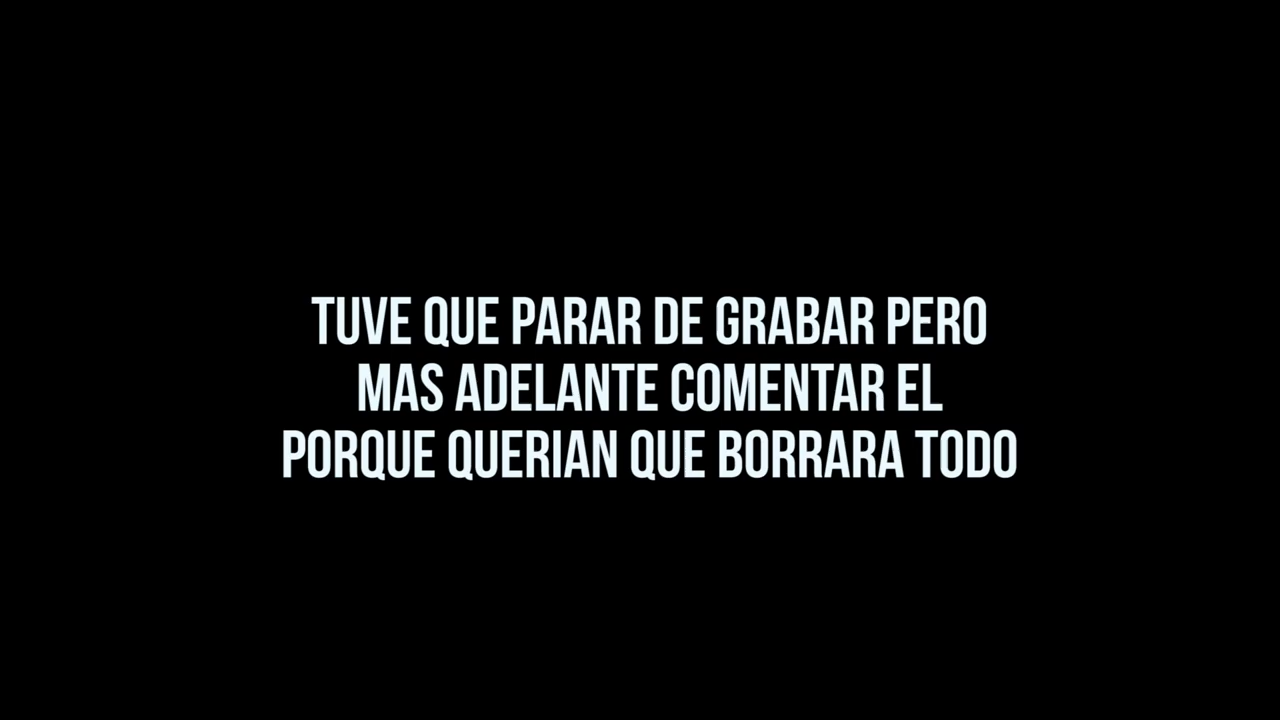 TUVE QUE PARAR DE GRABAR PERO
MAS ADELANTE COMENTAR EL
PORQUE QUERIAN QUE BORRARA TODO